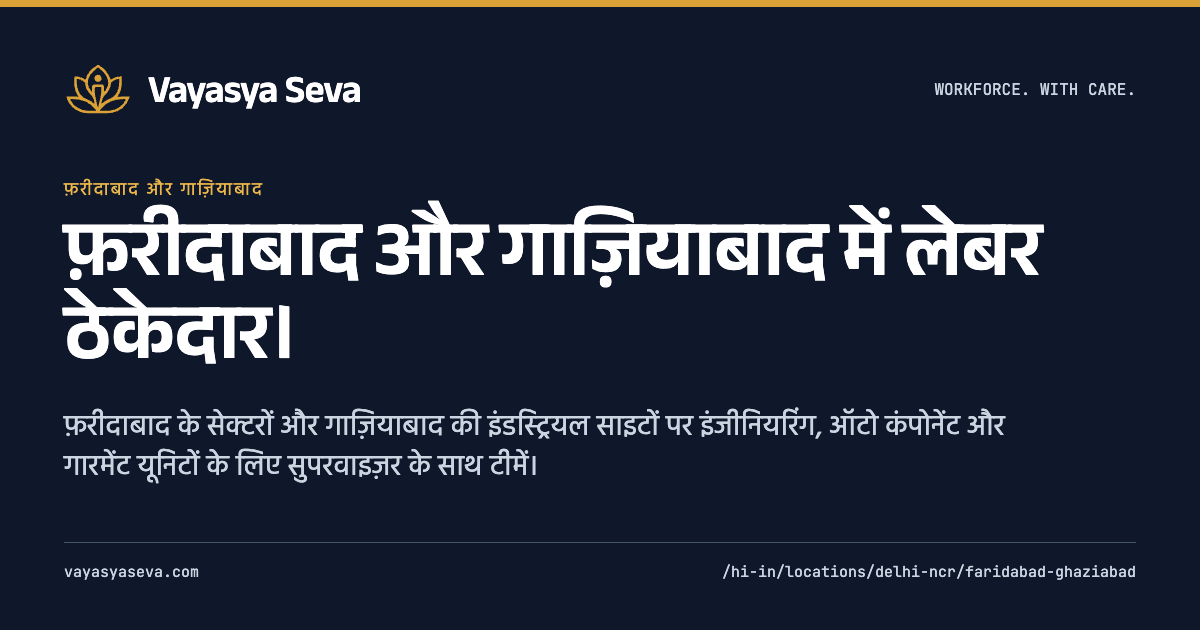 Vayasya Seva
WORKFORCE. WITH CARE.
फ़रीदाबाद और गाज़ियाबाद
फ़रीदाबाद और गाज़ियाबाद में लेबर
ठेकेदार।
फ़रीदाबाद के सेक्टरों और गाज़ियाबाद की इंडस्ट्रियल साइटों पर इंजीनियरिंग, ऑटो कंपोनेंट और
गारमेंट यूनिटों के लिए सुपरवाइज़र के साथ टीमें।
vayasyaseva.com
/hi-in/locations/delhi-ncr/faridabad-ghaziabad